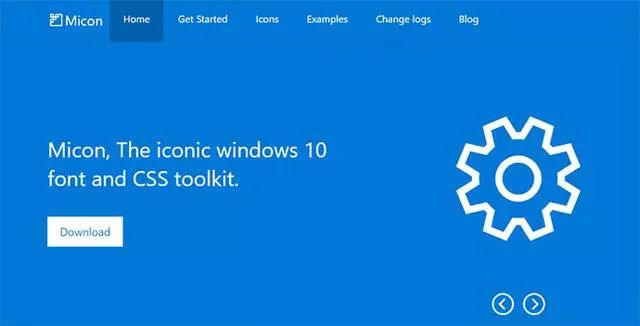 Micon
Home
Get Started
Icons
Examples
Change logs
Blog
Micon, The iconic windows 10
font and CSS toolkit.
Download